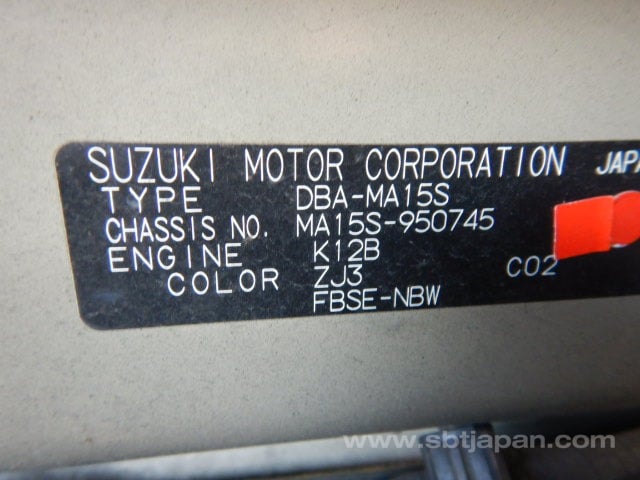 SUZUKI MOTOR CORPORATION JAPA
TYPE DBA-MA15S
CHASSIS NO. MA15S-950745
ENGINE K12B
COLOR ZJ3 C02
FBSE-NBW
www.sbtjapan.com